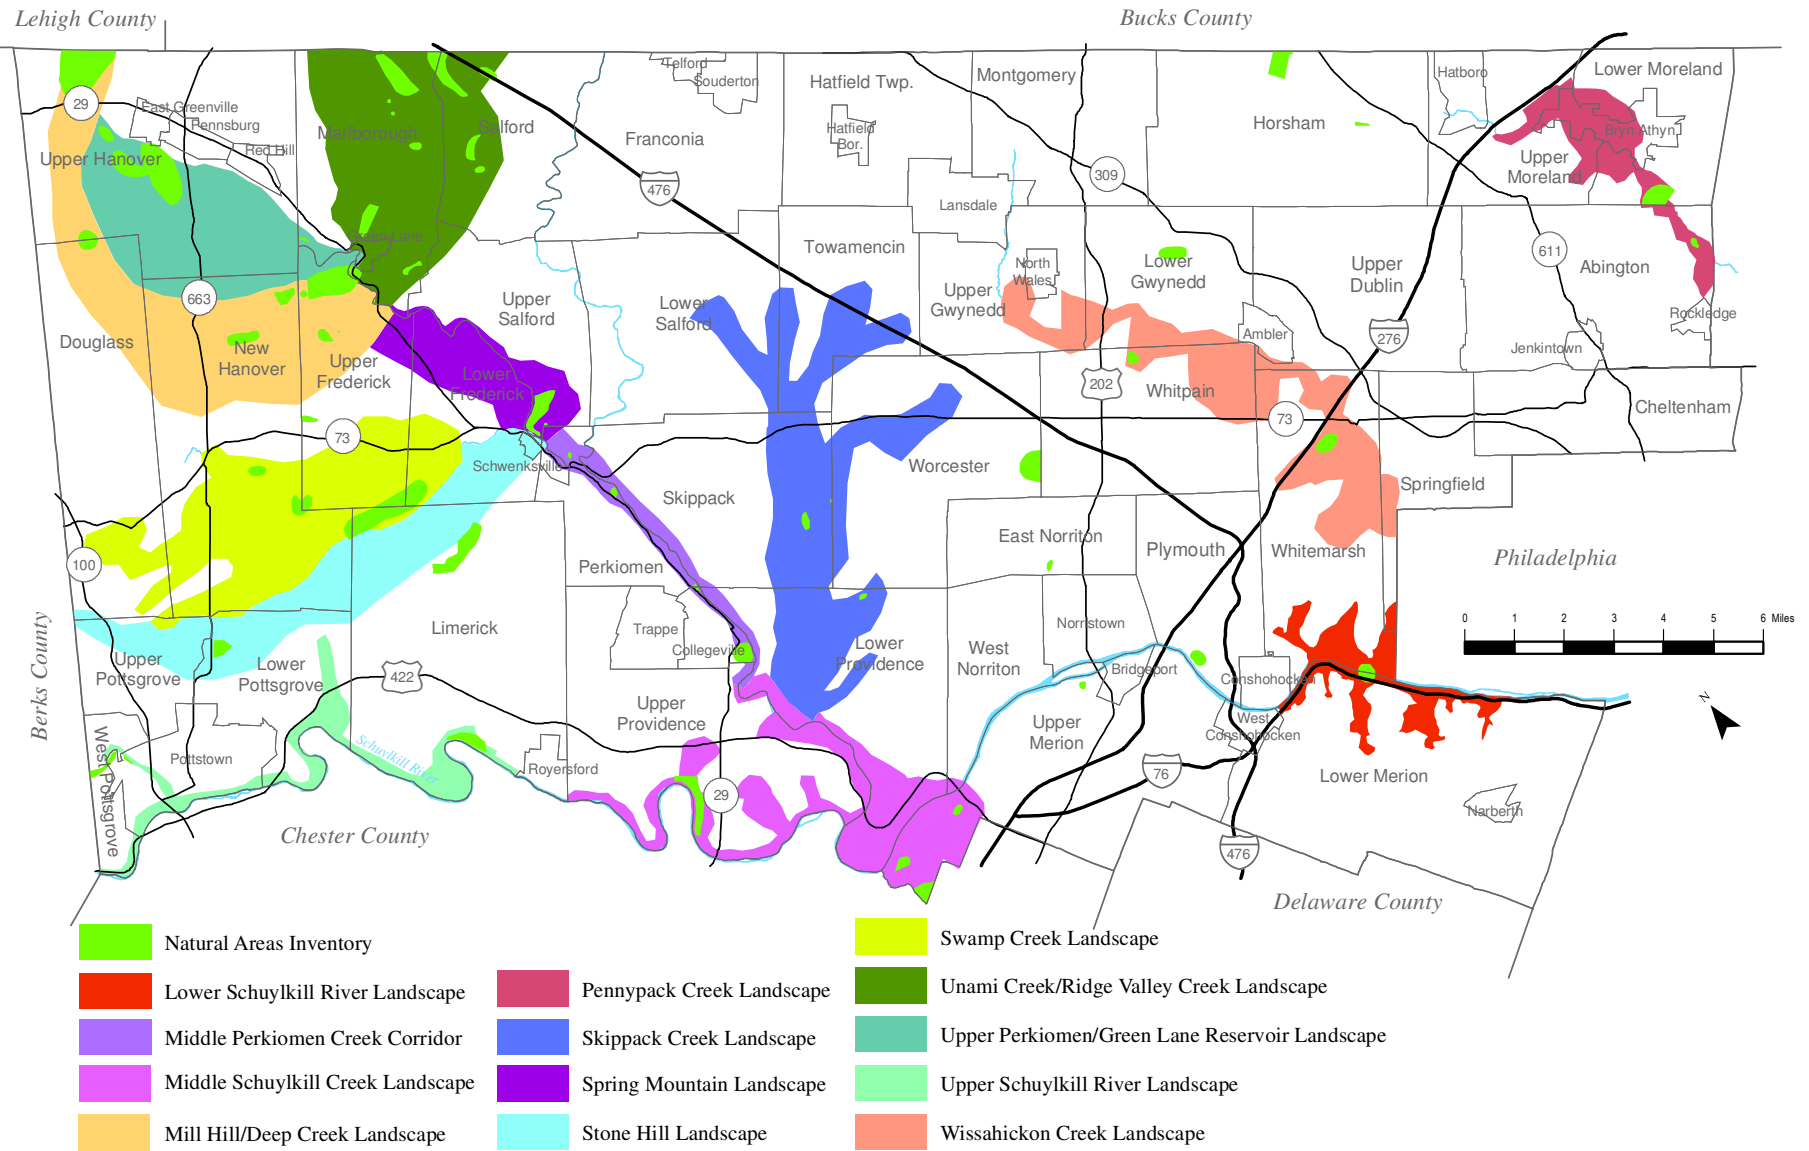 Lehigh County
Bucks County
Telford
Souderton
Hatfield Twp.
Montgomery
Hatboro
Lower Moreland
29
East Greenville
Pennsburg
Red Hill
Marlborough
Salford
Franconia
Hatfield
Bor.
Horsham
Bryn Athyn
Upper Hanover
Upper
Moreland
309
476
Lansdale
Green Lane
Towamencin
North
Wales
Lower
Gwynedd
Upper
Dublin
611
Abington
663
Upper
Salford
Lower
Salford
Upper
Gwynedd
Rockledge
Douglass
New
Hanover
Upper
Frederick
Lower
Frederick
Ambler
276
Jenkintown
202
Whitpain
Cheltenham
73
73
Schwenksville
Skippack
Worcester
Springfield
100
Perkiomen
East Norriton
Plymouth
Whitemarsh
Philadelphia
Berks County
Limerick
Trappe
Collegeville
Lower
Providence
West
Norriton
Norristown
Bridgeport
Conshohocken
0 1 2 3 4 5 6 Miles
Upper
Pottsgrove
Lower
Pottsgrove
422
Upper
Providence
Upper
Merion
West
Conshohocken
N
West Pottsgrove
Pottstown
Schuylkill River
Royersford
29
76
Lower Merion
Narberth
Chester County
476
Delaware County
Natural Areas Inventory
Lower Schuylkill River Landscape
Middle Perkiomen Creek Corridor
Middle Schuylkill Creek Landscape
Mill Hill/Deep Creek Landscape
Pennypack Creek Landscape
Skippack Creek Landscape
Spring Mountain Landscape
Stone Hill Landscape
Swamp Creek Landscape
Unami Creek/Ridge Valley Creek Landscape
Upper Perkiomen/Green Lane Reservoir Landscape
Upper Schuylkill River Landscape
Wissahickon Creek Landscape